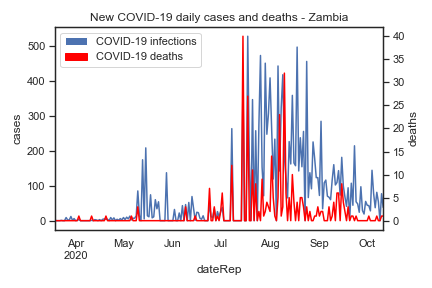 New COVID-19 daily cases and deaths - Zambia
COVID-19 infections
COVID-19 deaths
500
400
300
200
100
0
cases
40
35
30
25
20
15
10
5
0
deaths
Apr May Jun Jul Aug Sep Oct
2020
dateRep